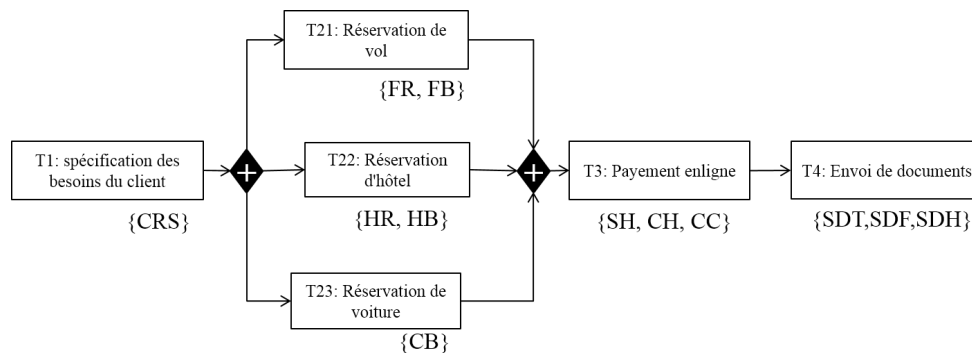 T21: Réservation de
vol
{FR, FB}
T1: spécification des
besoins du client
{CRS}
T22: Réservation
d'hôtel
{HR, HB}
T3: Payement enligne
{SH, CH, CC}
T4: Envoi de documents
{SDT,SDF,SDH}
T23: Réservation de
voiture
{CB}